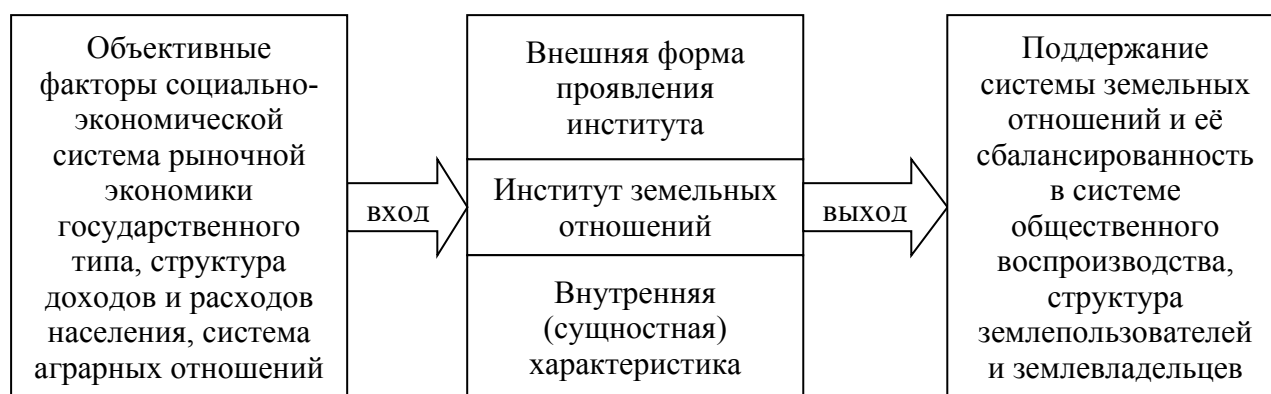 Объективные
факторы социально-
экономической
система рыночной
экономики
государственного
типа, структура
доходов и расходов
населения, система
аграрных отношений
вход
Внешняя форма
проявления
института
Институт земельных
отношений
Внутренняя
(сущностная)
характеристика
выход
Поддержание
системы земельных
отношений и её
сбалансированность
в системе
общественного
воспроизводства,
структура
землепользователей
и землевладельцев